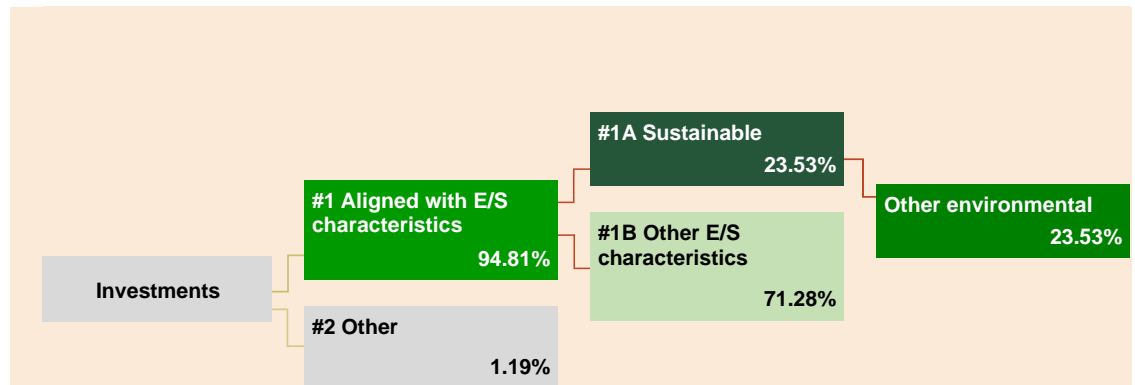 #1A Sustainable
23.53%
#1 Aligned with E/S
characteristics
94.81%
Other environmental
23.53%
#1B Other E/S
characteristics
71.28%
Investments
#2 Other
1.19%